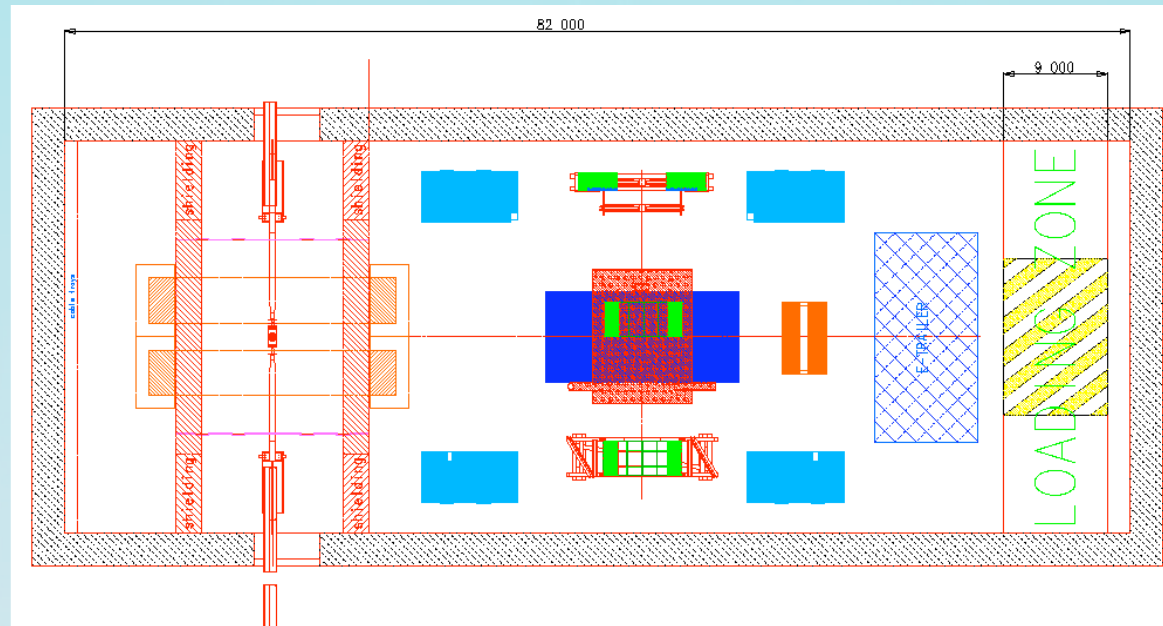 82 000
9 000
shielding
shielding
cable trays
E-TRAILER
LOADING ZONE
shielding
shielding